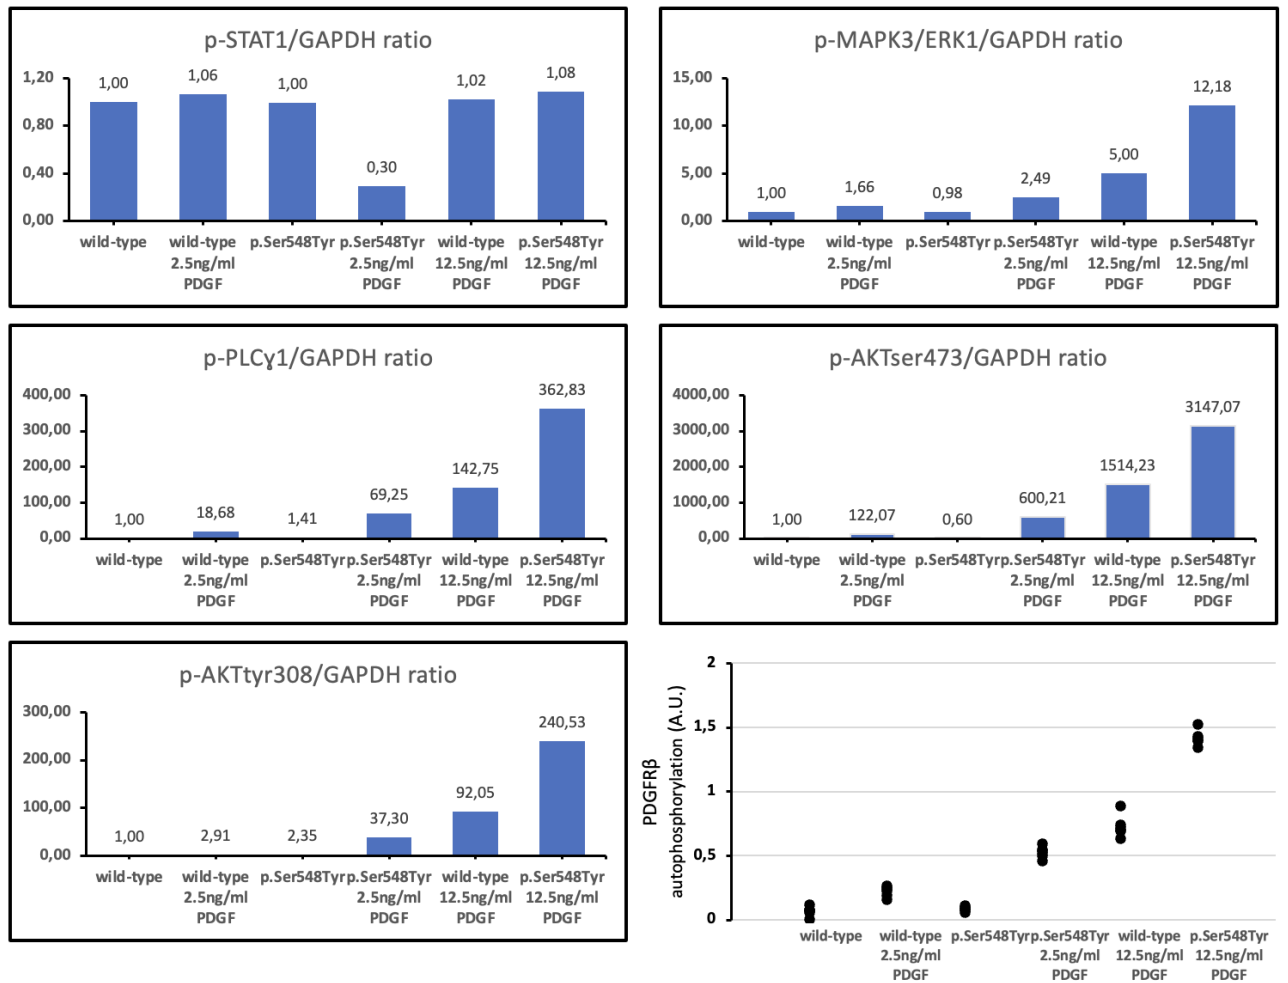 p-STAT1/GAPDH ratio
1,20
0,80
0,40
0,00
1,00
1,06
1,00
0,30
1,02
1,08
wild-type
wild-type
2.5ng/ml
PDGF
p.Ser548Tyr
p.Ser548Tyr
2.5ng/ml
PDGF
wild-type
12.5ng/ml
PDGF
p.Ser548Tyr
12.5ng/ml
PDGF
p-MAPK3/ERK1/GAPDH ratio
15,00
10,00
5,00
0,00
1,00
1,66
0,98
2,49
5,00
12,18
wild-type
wild-type
2.5ng/ml
PDGF
p.Ser548Tyr
p.Ser548Tyr
2.5ng/ml
PDGF
wild-type
12.5ng/ml
PDGF
p.Ser548Tyr
12.5ng/ml
PDGF
p-PLCɣ1/GAPDH ratio
400,00
300,00
200,00
100,00
0,00
1,00
18,68
1,41
69,25
142,75
362,83
wild-type
wild-type
2.5ng/ml
PDGF
p.Ser548Tyr
p.Ser548Tyr
2.5ng/ml
PDGF
wild-type
12.5ng/ml
PDGF
p.Ser548Tyr
12.5ng/ml
PDGF
p-AKTser473/GAPDH ratio
4000,00
3000,00
2000,00
1000,00
0,00
1,00
122,07
0,60
600,21
1514,23
3147,07
wild-type
wild-type
2.5ng/ml
PDGF
p.Ser548Tyr
p.Ser548Tyr
2.5ng/ml
PDGF
wild-type
12.5ng/ml
PDGF
p.Ser548Tyr
12.5ng/ml
PDGF
p-AKTtyr308/GAPDH ratio
300,00
200,00
100,00
0,00
1,00
2,91
2,35
37,30
92,05
240,53
wild-type
wild-type
2.5ng/ml
PDGF
p.Ser548Tyr
p.Ser548Tyr
2.5ng/ml
PDGF
wild-type
12.5ng/ml
PDGF
p.Ser548Tyr
12.5ng/ml
PDGF
PDGFRβ
autophosphorylation (A.U.)
2
1,5
1
0,5
0
wild-type
wild-type
2.5ng/ml
PDGF
p.Ser548Tyr
p.Ser548Tyr
2.5ng/ml
PDGF
wild-type
12.5ng/ml
PDGF
p.Ser548Tyr
12.5ng/ml
PDGF